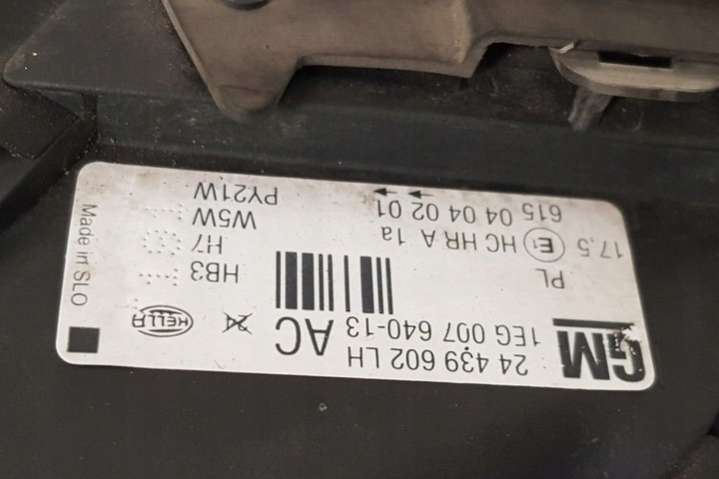 GM
24 439 602 LH
1EG 007 640-13 AC
HELLA
PL
17.5 E1 HC HR A 1a
615 04 04 02 01
HB3
H7
W5W
PY21W
Made in SLO